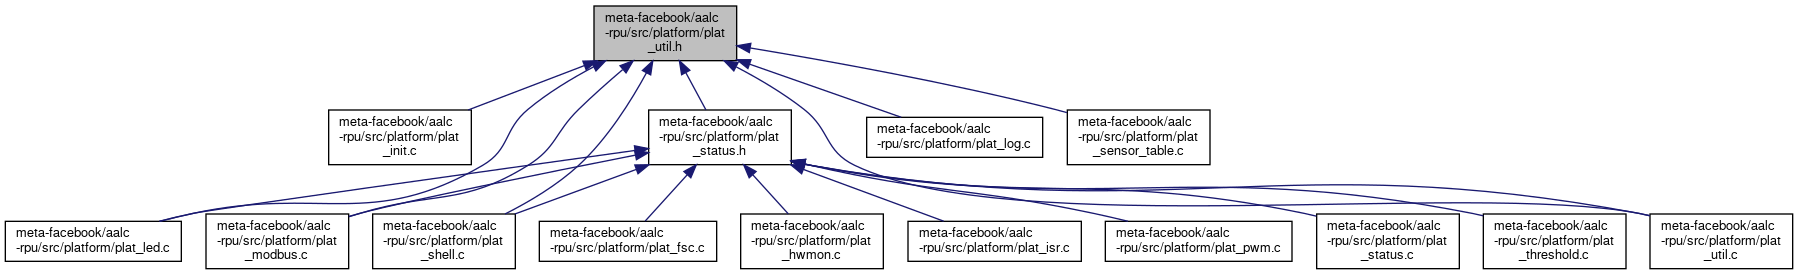 meta-facebook/aalc
-rpu/src/platform/plat
_util.h
meta-facebook/aalc
-rpu/src/platform/plat
_init.c
meta-facebook/aalc
-rpu/src/platform/plat
_status.h
meta-facebook/aalc
-rpu/src/platform/plat_log.c
meta-facebook/aalc
-rpu/src/platform/plat
_sensor_table.c
meta-facebook/aalc
-rpu/src/platform/plat_led.c
meta-facebook/aalc
-rpu/src/platform/plat
_modbus.c
meta-facebook/aalc
-rpu/src/platform/plat
_shell.c
meta-facebook/aalc
-rpu/src/platform/plat_fsc.c
meta-facebook/aalc
-rpu/src/platform/plat
_hwmon.c
meta-facebook/aalc
-rpu/src/platform/plat_isr.c
meta-facebook/aalc
-rpu/src/platform/plat_pwm.c
meta-facebook/aalc
-rpu/src/platform/plat
_status.c
meta-facebook/aalc
-rpu/src/platform/plat
_threshold.c
meta-facebook/aalc
-rpu/src/platform/plat
_util.c